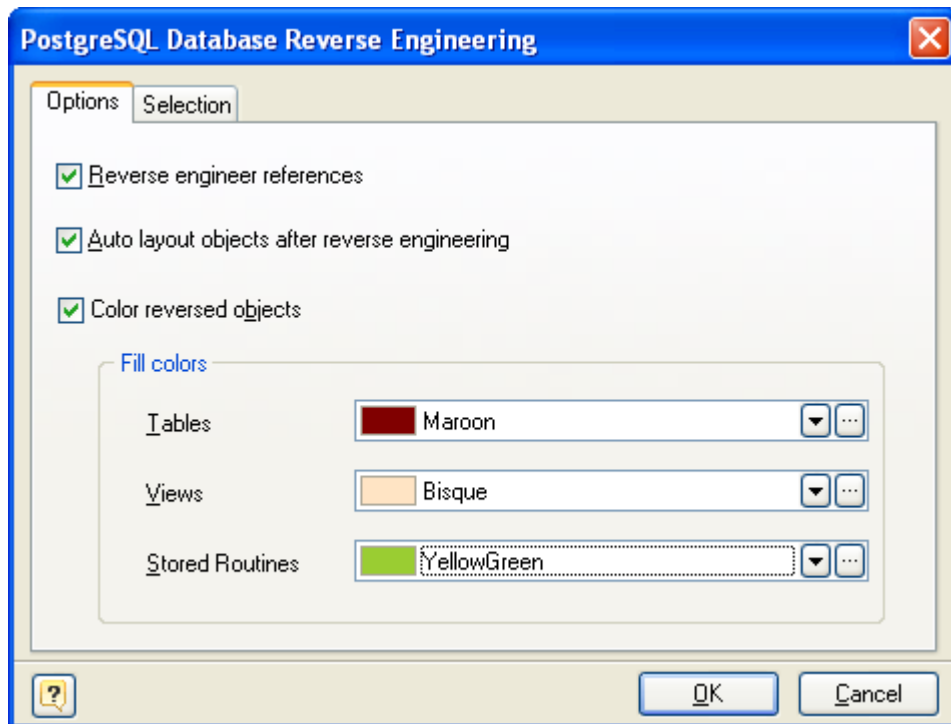 PostgreSQL Database Reverse Engineering
Options Selection
Reverse engineer references
Auto layout objects after reverse engineering
Color reversed objects
Fill colors
Tables Maroon ...
Views Bisque ...
Stored Routines YellowGreen ...
? OK Cancel